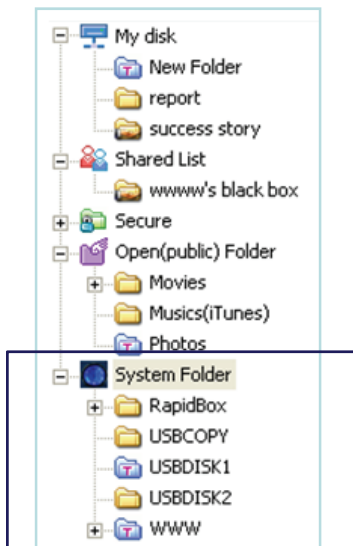 My disk
New Folder
report
success story
Shared List
wwwww's black box
Secure
Open(public) Folder
Movies
Musics(iTunes)
Photos
System Folder
RapidBox
USBCOPY
USBDISK1
USBDISK2
WWW